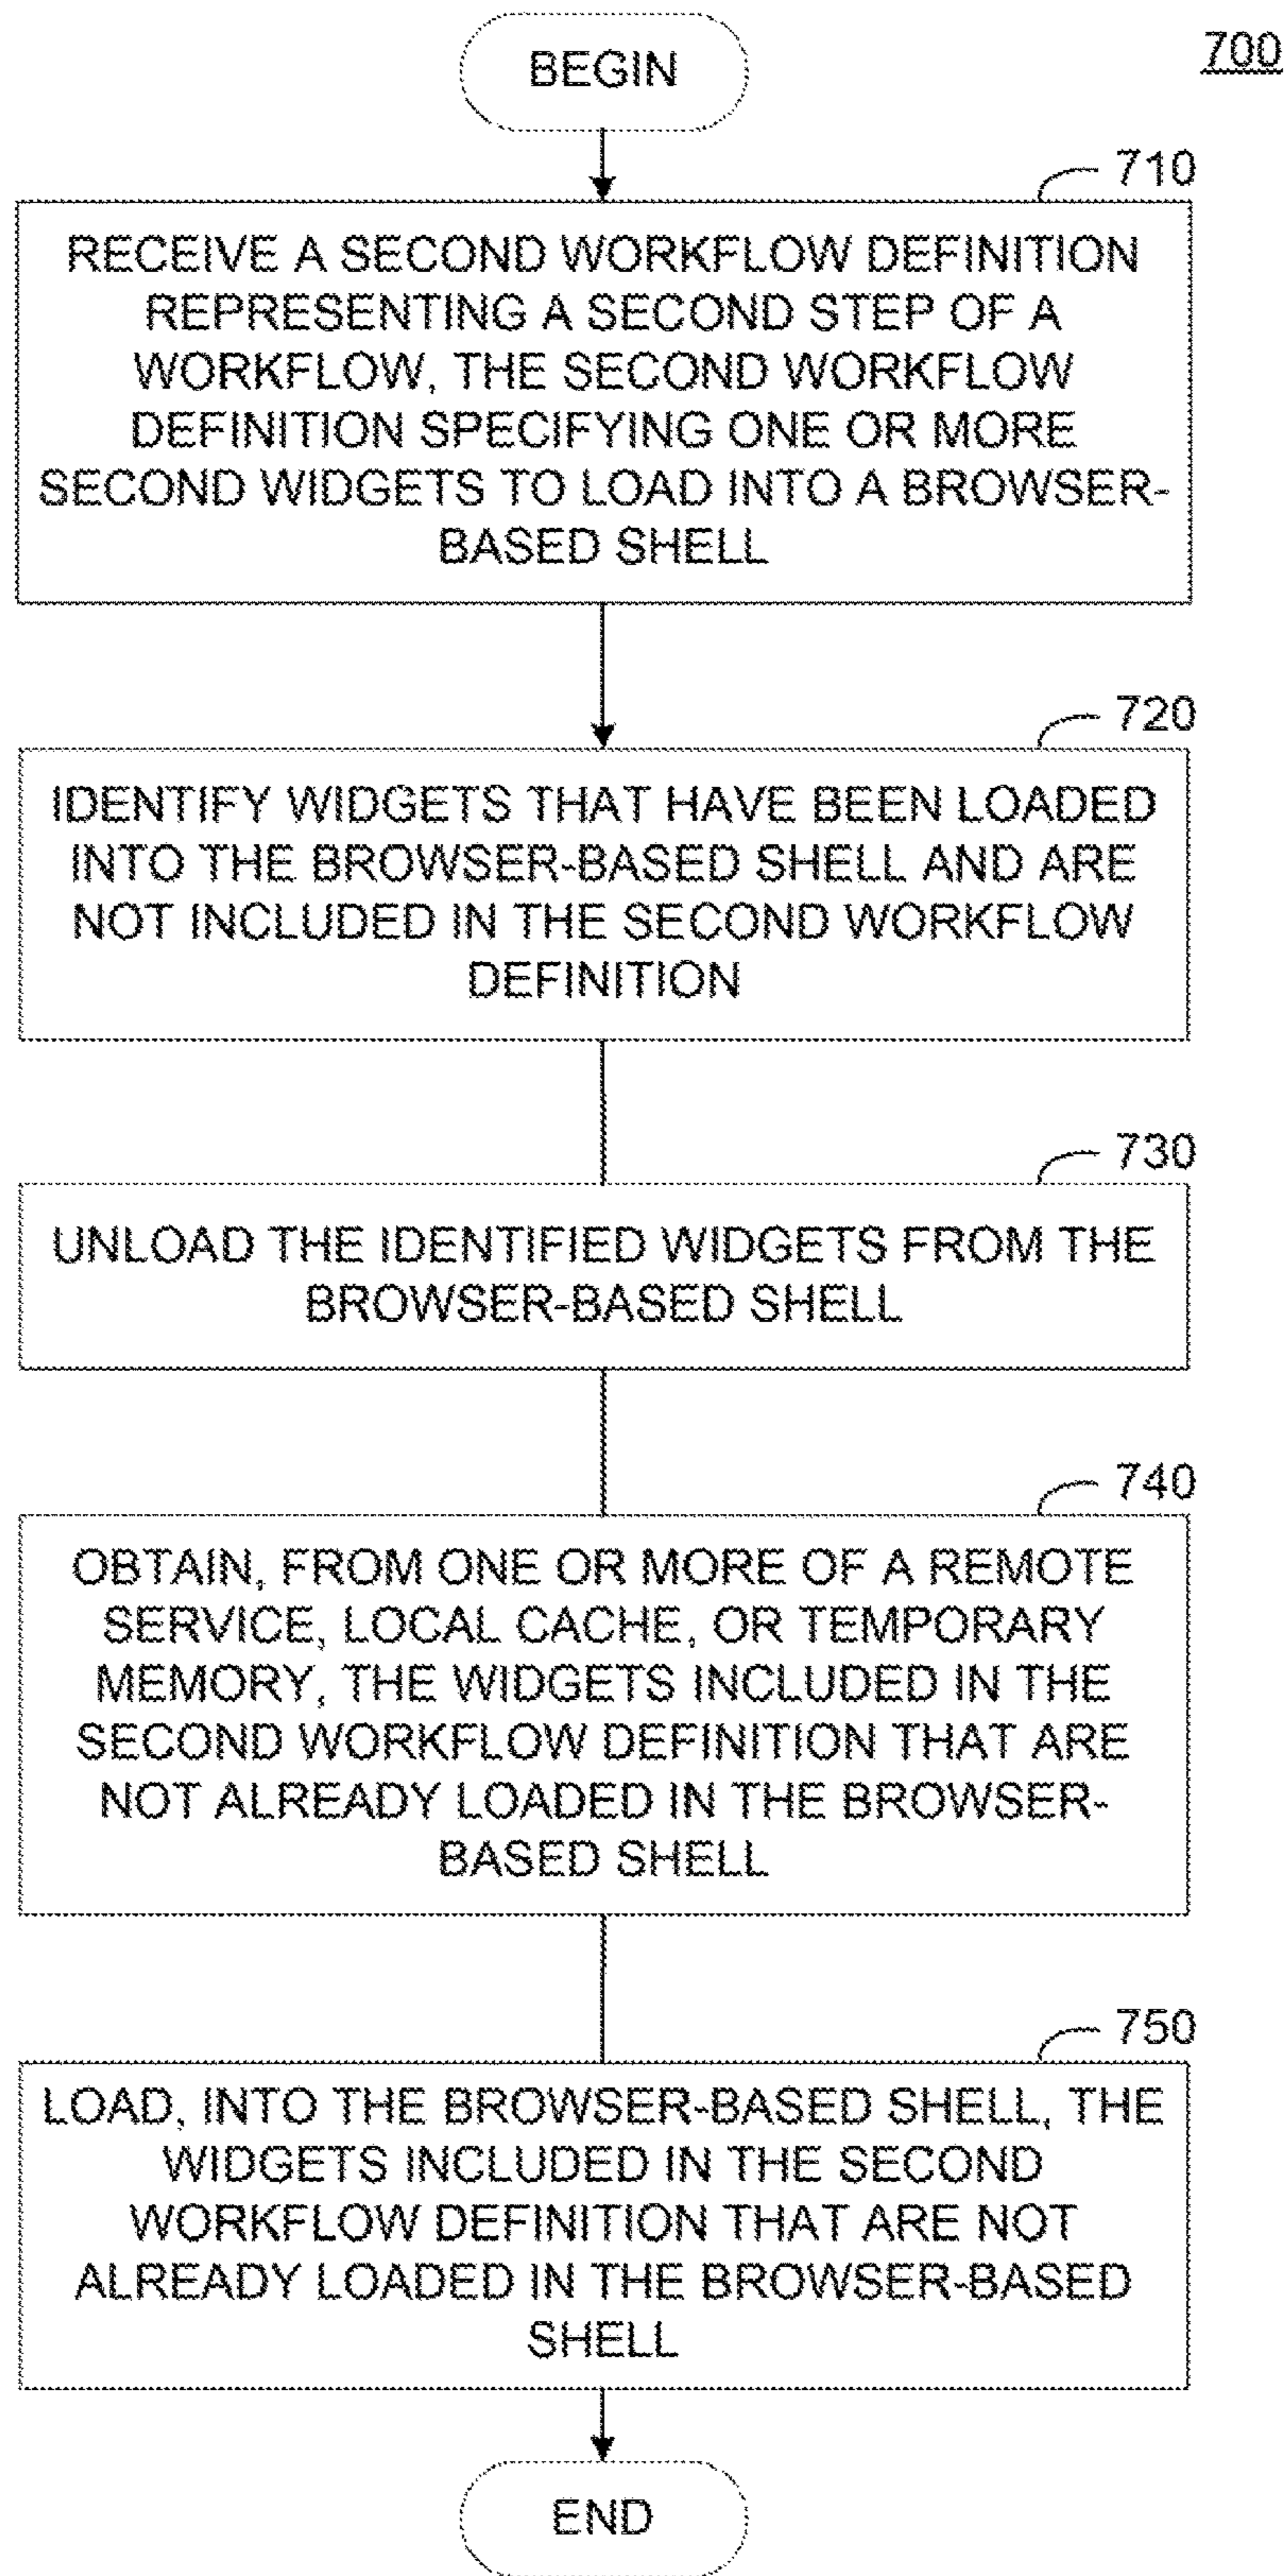 BEGIN
700
710
RECEIVE A SECOND WORKFLOW DEFINITION
REPRESENTING A SECOND STEP OF A
WORKFLOW, THE SECOND WORKFLOW
DEFINITION SPECIFYING ONE OR MORE
SECOND WIDGETS TO LOAD INTO A BROWSER-
BASED SHELL
720
IDENTIFY WIDGETS THAT HAVE BEEN LOADED
INTO THE BROWSER-BASED SHELL AND ARE
NOT INCLUDED IN THE SECOND WORKFLOW
DEFINITION
730
UNLOAD THE IDENTIFIED WIDGETS FROM THE
BROWSER-BASED SHELL
740
OBTAIN, FROM ONE OR MORE OF A REMOTE
SERVICE, LOCAL CACHE, OR TEMPORARY
MEMORY, THE WIDGETS INCLUDED IN THE
SECOND WORKFLOW DEFINITION THAT ARE
NOT ALREADY LOADED IN THE BROWSER-
BASED SHELL
750
LOAD, INTO THE BROWSER-BASED SHELL, THE
WIDGETS INCLUDED IN THE SECOND
WORKFLOW DEFINITION THAT ARE NOT
ALREADY LOADED IN THE BROWSER-BASED
SHELL
END